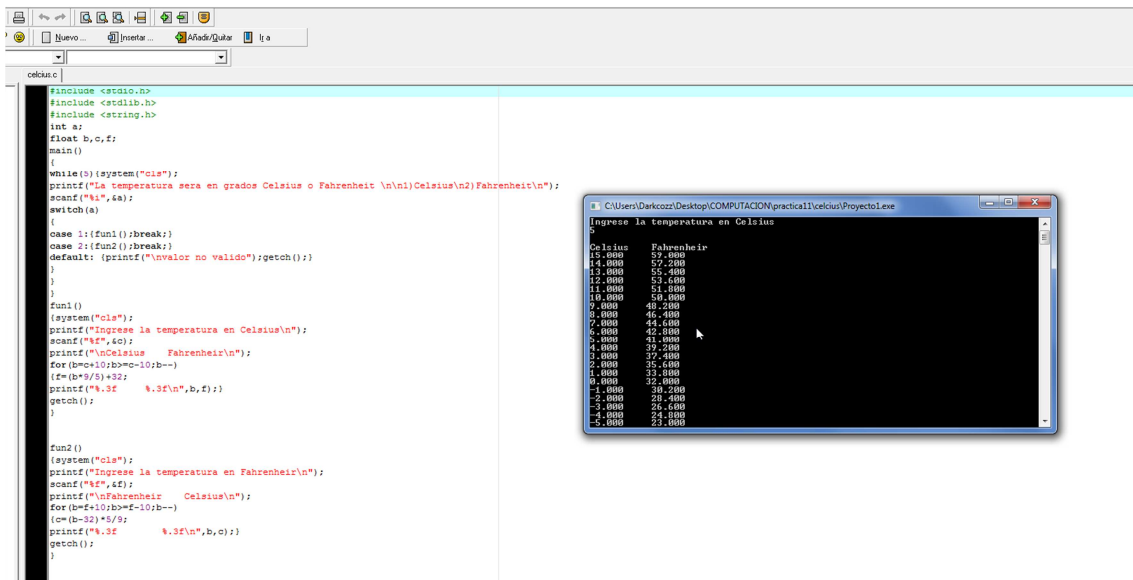 Nuevo ... Insertar ... Añadir/Quitar Ir a
celcius.c
#include <stdio.h>
#include <stdlib.h>
#include <string.h>
int a;
float b,c,f;
main()
{
while(5){system("cls");
printf("La temperatura sera en grados Celsius o Fahrenheit \n\n1)Celsius\n2)Fahrenheit\n");
scanf("%i",&a);
switch(a)
{
case 1:{fun1();break;}
case 2:{fun2();break;}
default: {printf("\nvalor no valido");getch();}
}
}
}
fun1()
{system("cls");
printf("Ingrese la temperatura en Celsius\n");
scanf("%f",&c);
printf("\nCelsius    Fahrenheir\n");
for(b=c+10;b>=c-10;b--)
{f=(b*9/5)+32;
printf("%.3f     %.3f\n",b,f);}
getch();
}
fun2()
{system("cls");
printf("Ingrese la temperatura en Fahrenheir\n");
scanf("%f",&f);
printf("\nFahrenheir    Celsius\n");
for(b=f+10;b>=f-10;b--)
{c=(b-32)*5/9;
printf("%.3f        %.3f\n",b,c);}
getch();
}
C:\Users\Darkcozz\Desktop\COMPUTACION\practica11\celcius\Proyecto1.exe
Ingrese la temperatura en Celsius
5
Celsius    Fahrenheir
15.000     59.000
14.000     57.200
13.000     55.400
12.000     53.600
11.000     51.800
10.000     50.000
9.000     48.200
8.000     46.400
7.000     44.600
6.000     42.800
5.000     41.000
4.000     39.200
3.000     37.400
2.000     35.600
1.000     33.800
0.000     32.000
-1.000     30.200
-2.000     28.400
-3.000     26.600
-4.000     24.800
-5.000     23.000